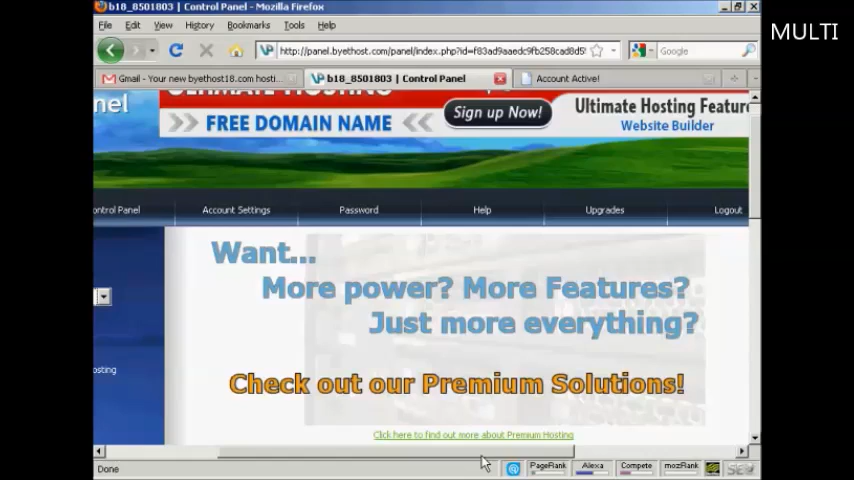 b18_8501803 | Control Panel - Mozilla Firefox
MULTI
File Edit View History Bookmarks Tools Help
http://panel.byethost.com/panel/index.php?id=f83ad9aaedc9fb258cad8d5
Google
Gmail - Your new byethost18.com hosti...
b18_8501803 | Control Panel
Account Active!
nel
ULTIMATE HOSTING
FREE DOMAIN NAME
Sign up Now!
Ultimate Hosting Feature
Website Builder
ontrol Panel
Account Settings
Password
Help
Upgrades
Logout
Want...
More power? More Features?
Just more everything?
osting
Check out our Premium Solutions!
Click here to find out more about Premium Hosting
Done
PageRank
Alexa
Compete
mozRank
SEO